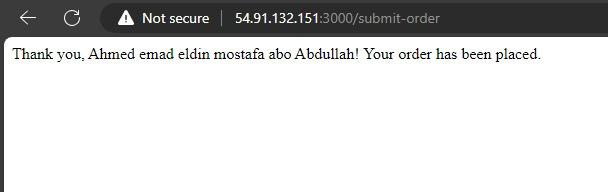 Not secure 54.91.132.151:3000/submit-order
Thank you, Ahmed emad eldin mostafa abo Abdullah! Your order has been placed.